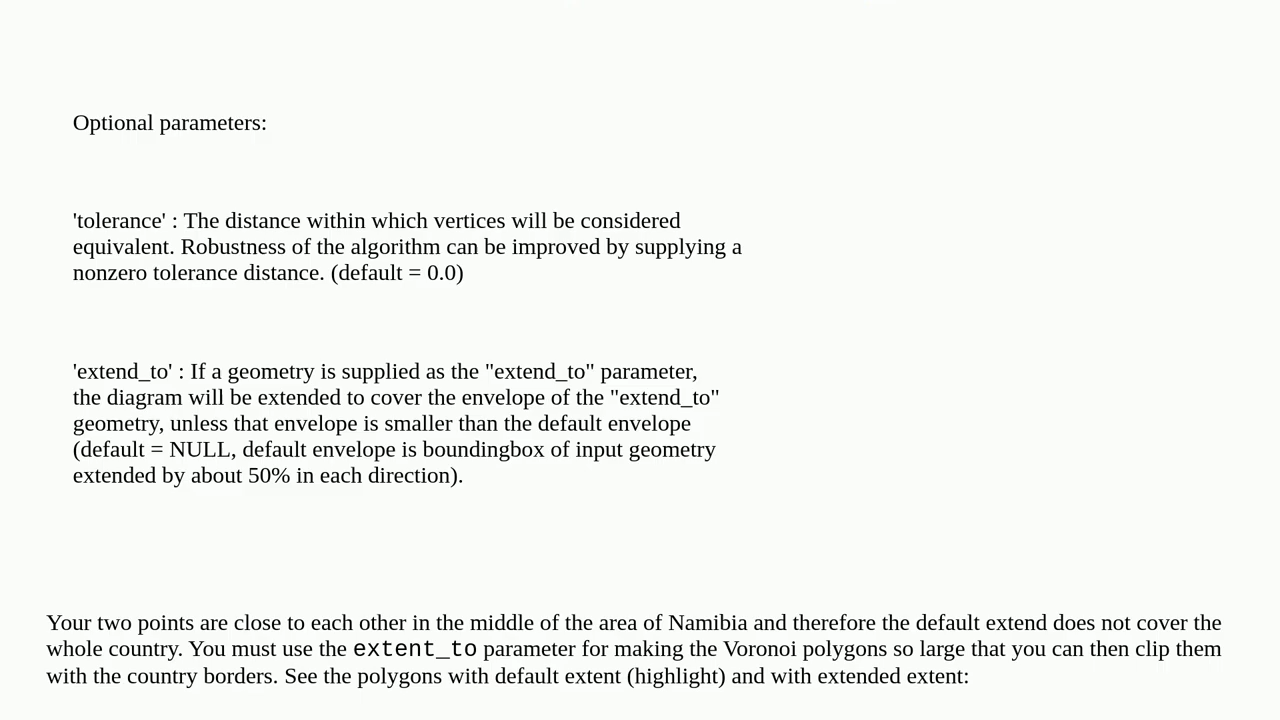 Optional parameters:
'tolerance' : The distance within which vertices will be considered
equivalent. Robustness of the algorithm can be improved by supplying a
nonzero tolerance distance. (default = 0.0)
'extend_to' : If a geometry is supplied as the "extend_to" parameter,
the diagram will be extended to cover the envelope of the "extend_to"
geometry, unless that envelope is smaller than the default envelope
(default = NULL, default envelope is boundingbox of input geometry
extended by about 50% in each direction).
Your two points are close to each other in the middle of the area of Namibia and therefore the default extend does not cover the
whole country. You must use the extent_to parameter for making the Voronoi polygons so large that you can then clip them
with the country borders. See the polygons with default extent (highlight) and with extended extent: